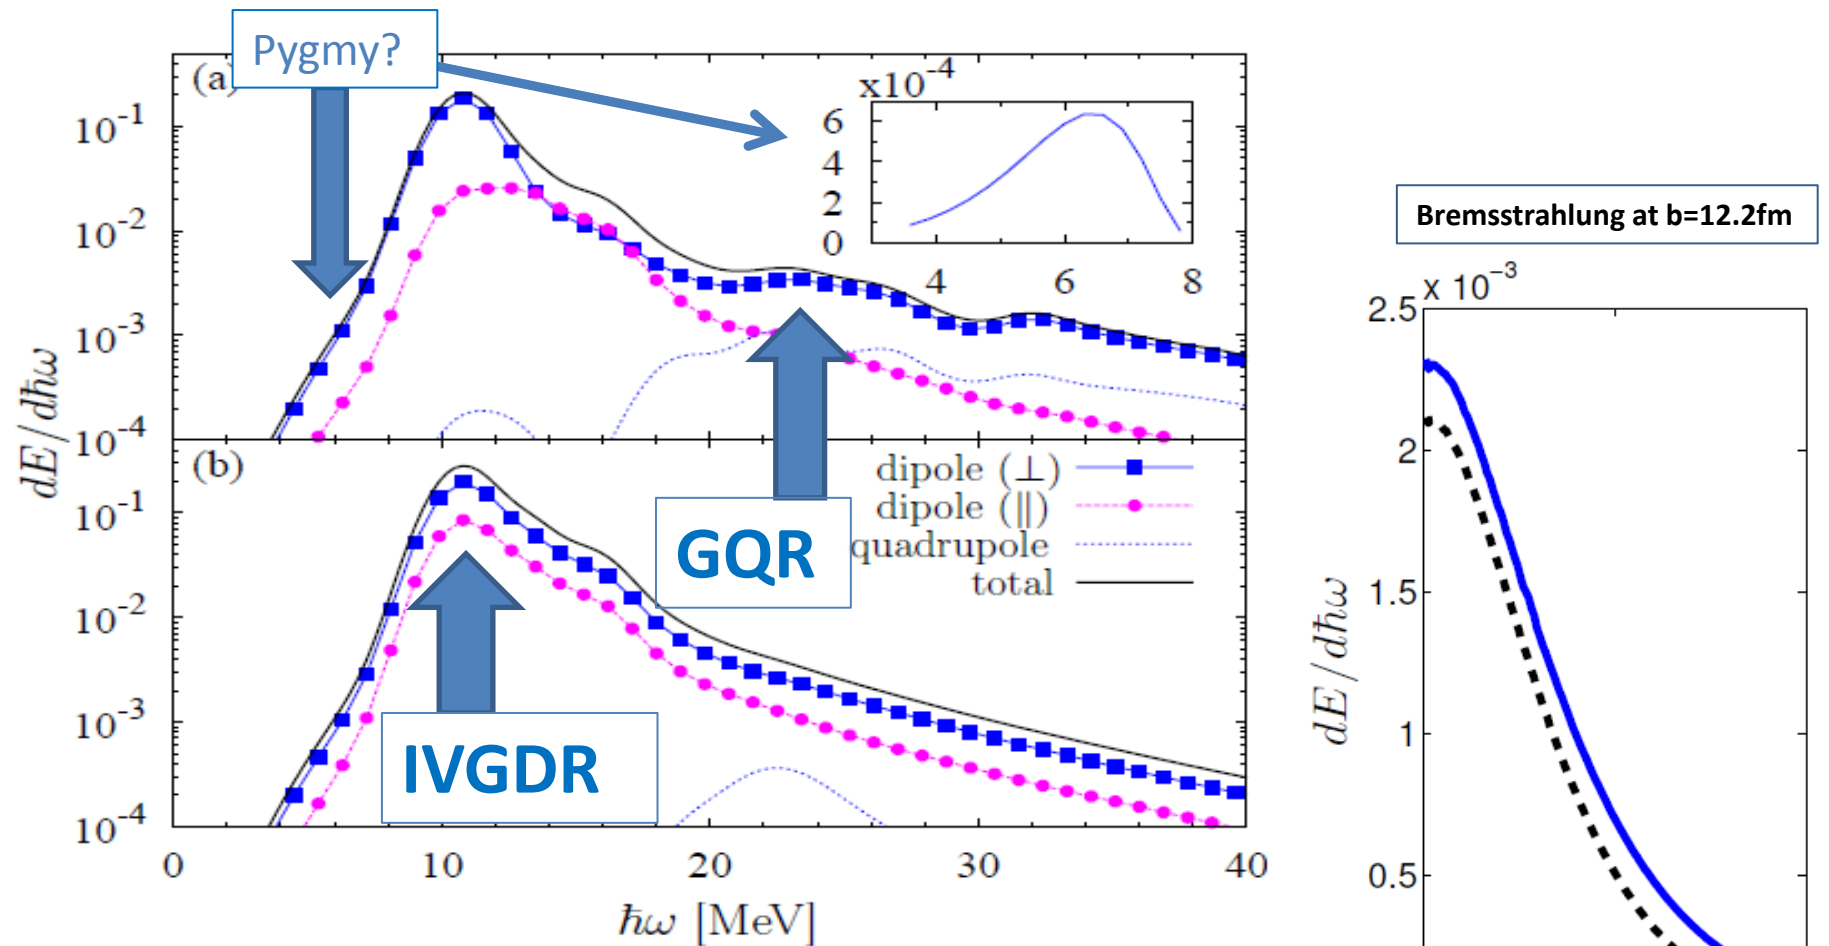 Pygmy?
(a)
x10-4
6
4
2
0
4 6 8
10-1
10-2
10-3
10-4
dE/dħω
GQR
(b)
dipole (⊥)
dipole (||)
quadrupole
total
10-1
10-2
10-3
10-4
IVGDR
0 10 20 30 40
ħω [MeV]
Bremsstrahlung at b=12.2fm
x 10−3
2.5
2
1.5
1
0.5
dE/dħω